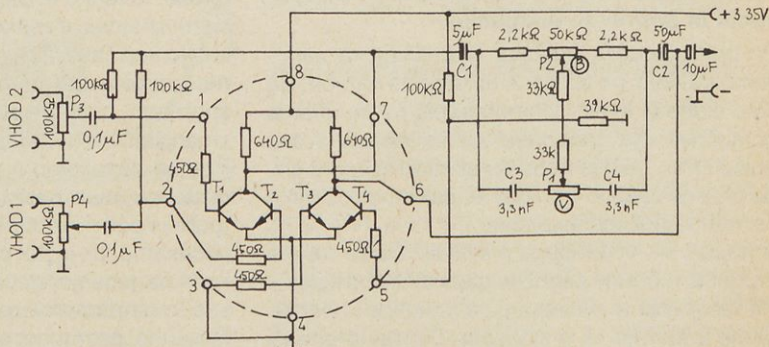 + 3 35V
8
5µF
2,2kΩ
50kΩ
2,2kΩ
50µF
C1
P2
B
C2
10µF
100kΩ
100kΩ
100kΩ
33kΩ
VHOD 2
P3
100kΩ
0,1µF
1
7
39kΩ
640Ω
640Ω
450Ω
33k
T1
T2
T3
T4
C3
P1
C4
3,3nF
V
3,3nF
2
6
VHOD 1
P4
100kΩ
0,1µF
450Ω
450Ω
450Ω
3
4
5